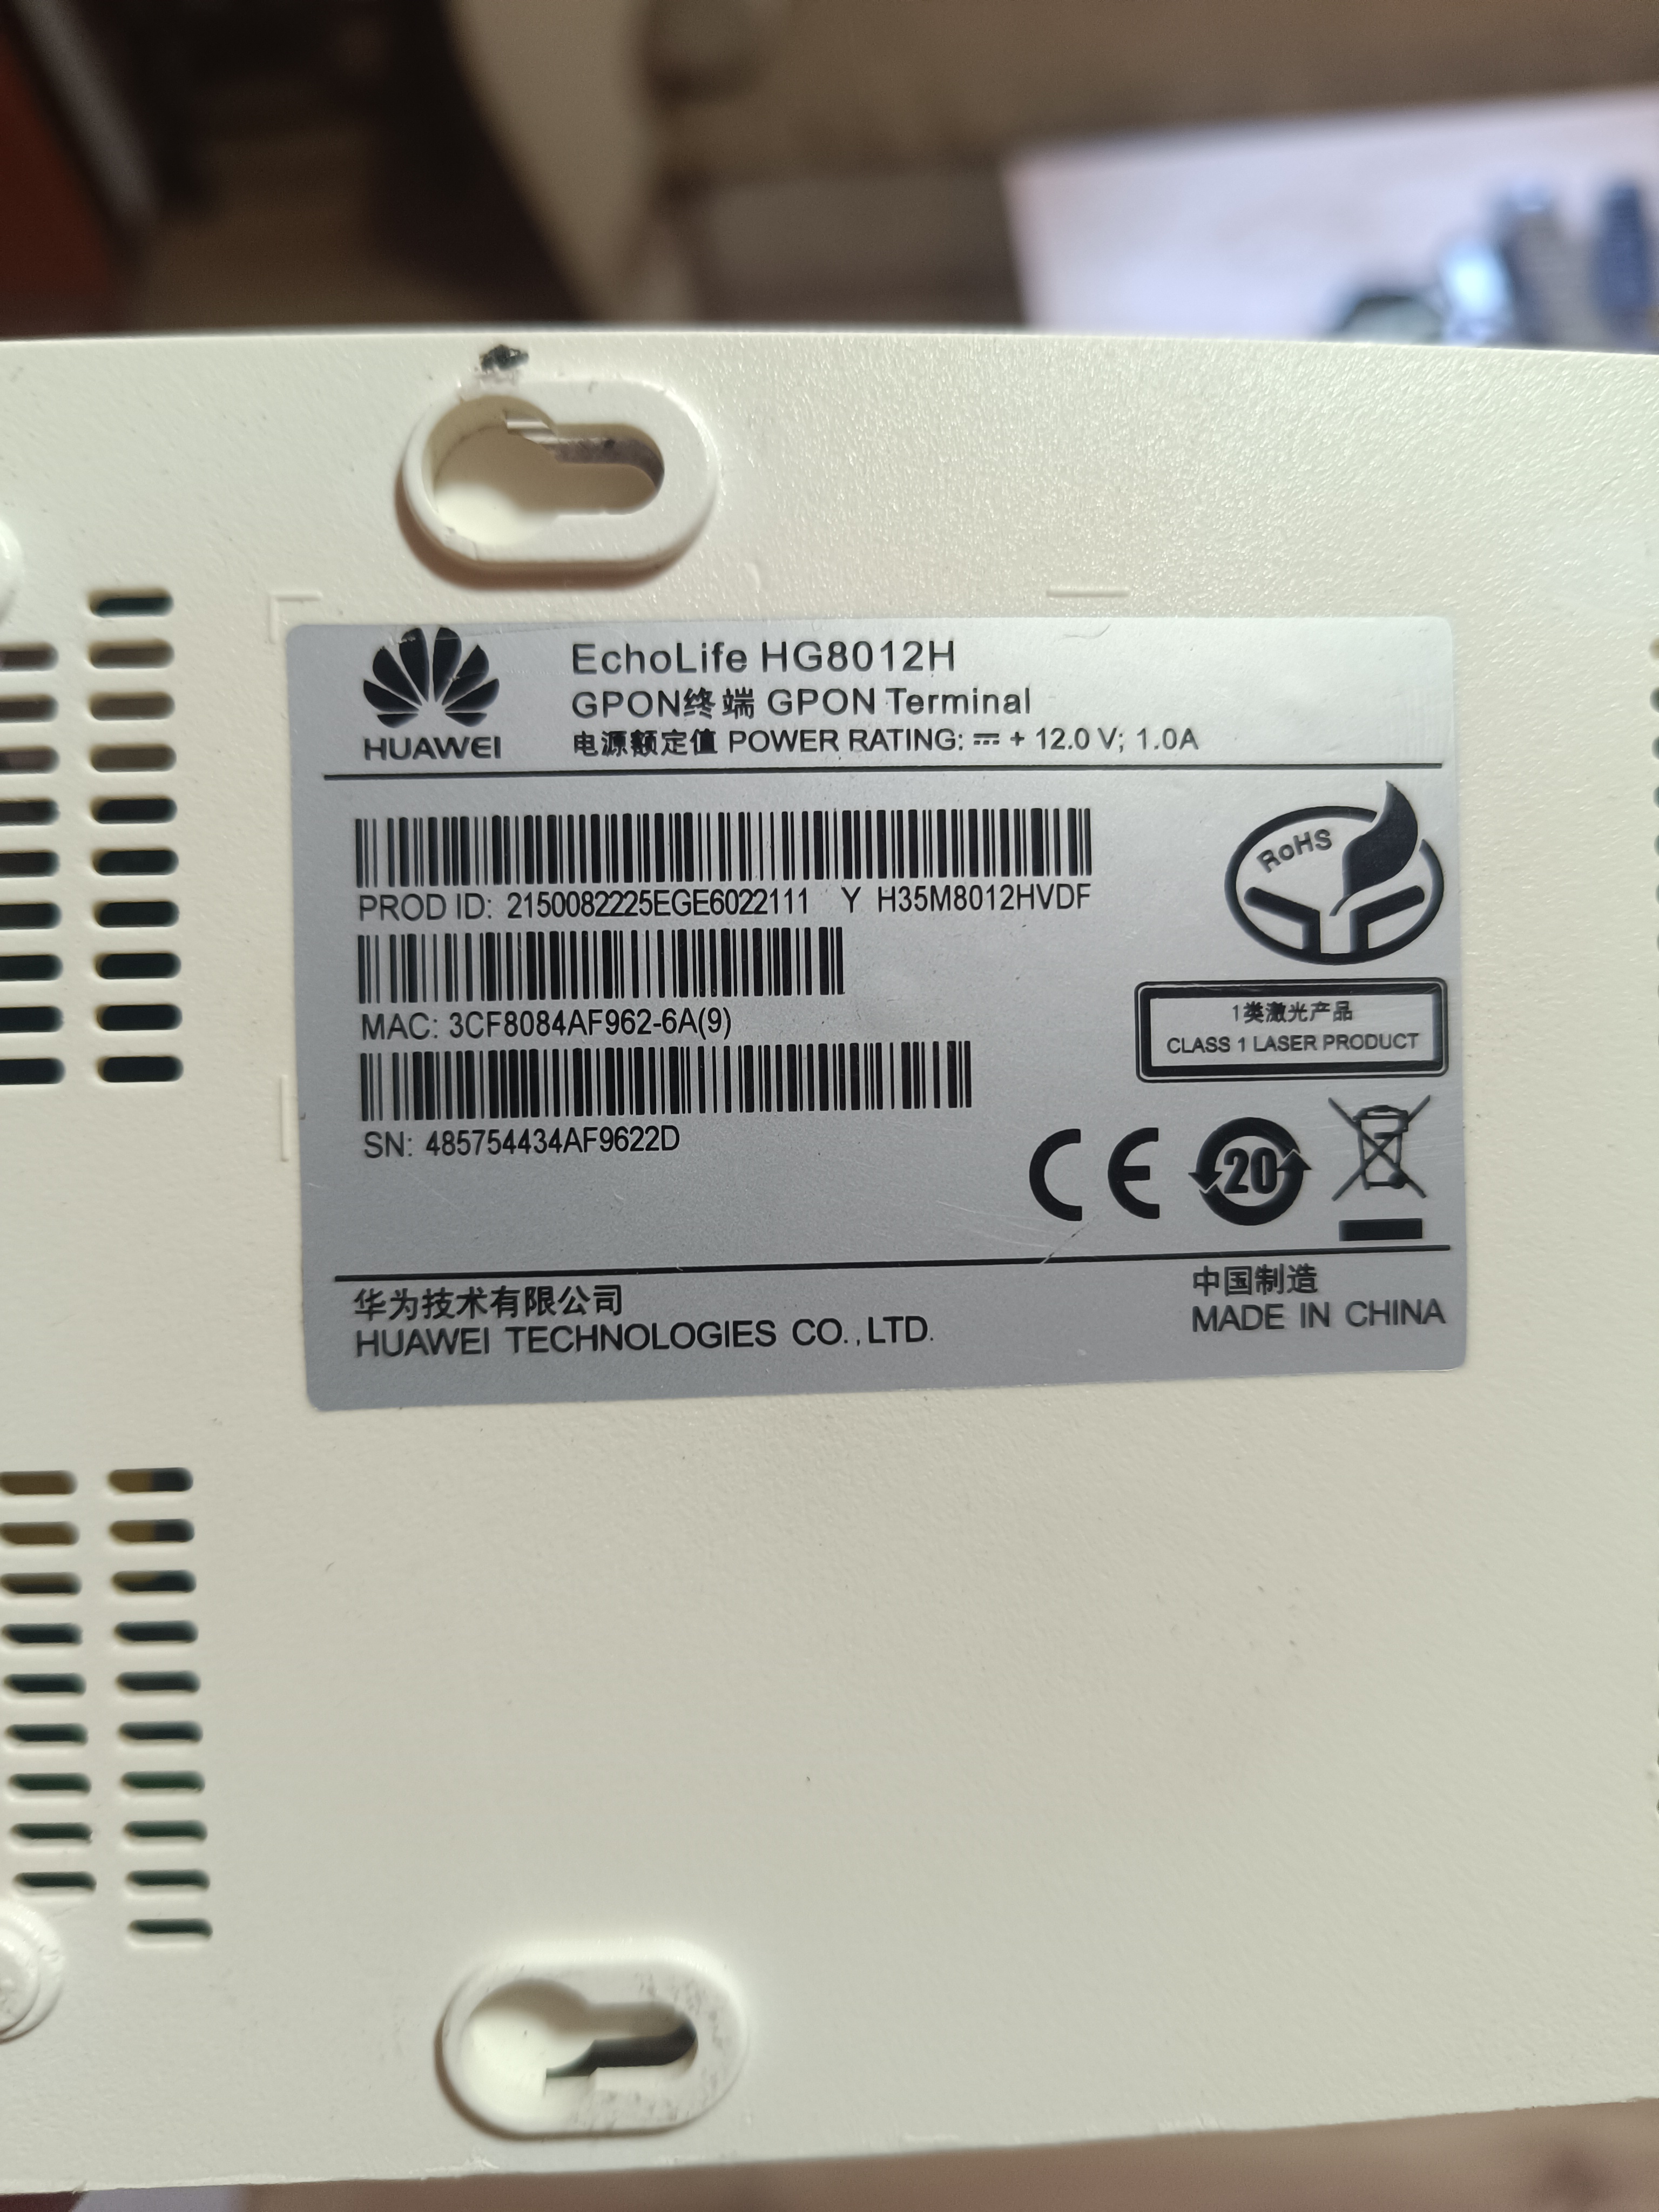 HUAWEI
EchoLife HG8012H
GPON终端 GPON Terminal
电源额定值 POWER RATING: ⎓ + 12.0 V; 1.0A
PROD ID: 2150082225EGE6022111 Y H35M8012HVDF
MAC: 3CF8084AF962-6A(9)
SN: 485754434AF9622D
RoHS
1类激光产品
CLASS 1 LASER PRODUCT
CE
20
华为技术有限公司
HUAWEI TECHNOLOGIES CO.,LTD.
中国制造
MADE IN CHINA